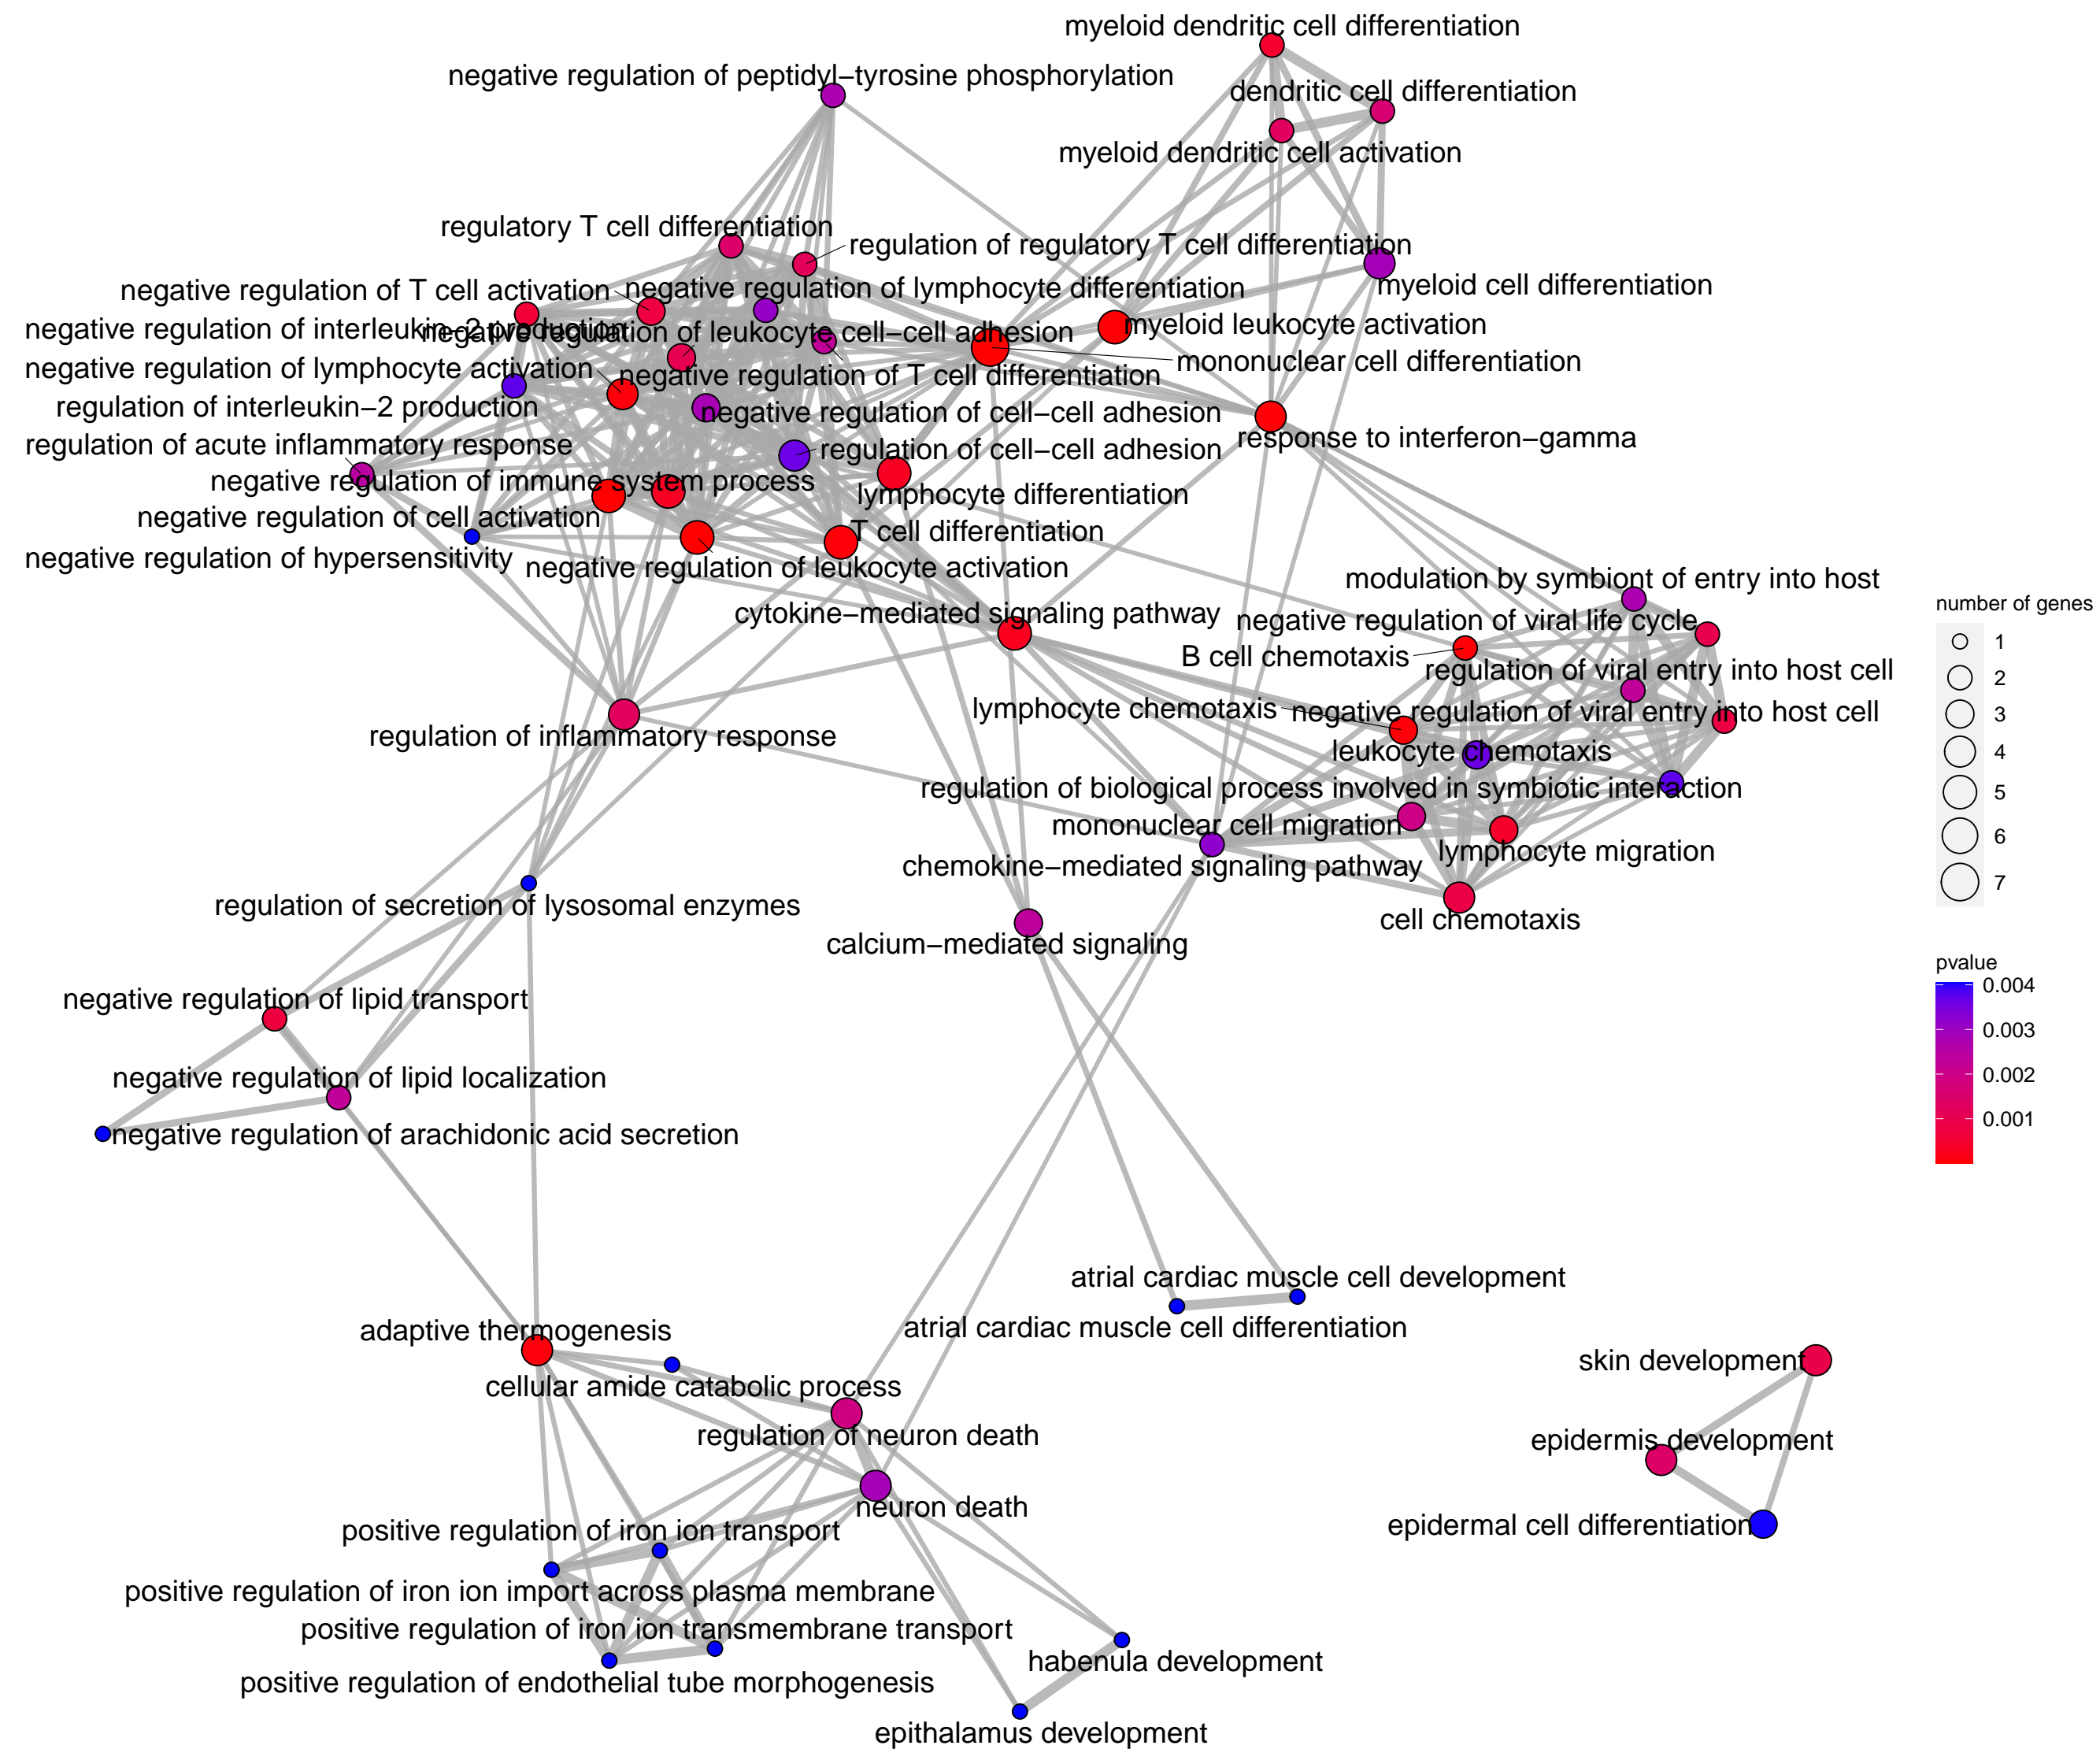 myeloid dendritic cell differentiation
negative regulation of peptidyl−tyrosine phosphorylation
dendritic cell differentiation
myeloid dendritic cell activation
regulatory T cell differentiation
regulation of regulatory T cell differentiation
myeloid cell differentiation
negative regulation of T cell activation
negative regulation of lymphocyte differentiation
negative regulation of interleukin−2 production
negative regulation of leukocyte cell−cell adhesion
myeloid leukocyte activation
mononuclear cell differentiation
negative regulation of lymphocyte activation
negative regulation of T cell differentiation
regulation of interleukin−2 production
negative regulation of cell−cell adhesion
response to interferon−gamma
regulation of acute inflammatory response
regulation of cell−cell adhesion
negative regulation of immune system process
lymphocyte differentiation
negative regulation of cell activation
T cell differentiation
negative regulation of hypersensitivity
negative regulation of leukocyte activation
modulation by symbiont of entry into host
cytokine−mediated signaling pathway
negative regulation of viral life cycle
B cell chemotaxis
regulation of viral entry into host cell
lymphocyte chemotaxis
negative regulation of viral entry into host cell
regulation of inflammatory response
leukocyte chemotaxis
regulation of biological process involved in symbiotic interaction
mononuclear cell migration
lymphocyte migration
chemokine−mediated signaling pathway
regulation of secretion of lysosomal enzymes
cell chemotaxis
calcium−mediated signaling
negative regulation of lipid transport
negative regulation of lipid localization
negative regulation of arachidonic acid secretion
atrial cardiac muscle cell development
atrial cardiac muscle cell differentiation
adaptive thermogenesis
cellular amide catabolic process
regulation of neuron death
neuron death
skin development
epidermis development
epidermal cell differentiation
positive regulation of iron ion transport
positive regulation of iron ion import across plasma membrane
positive regulation of iron ion transmembrane transport
positive regulation of endothelial tube morphogenesis
habenula development
epithalamus development
number of genes
1
2
3
4
5
6
7
pvalue
0.004
0.003
0.002
0.001